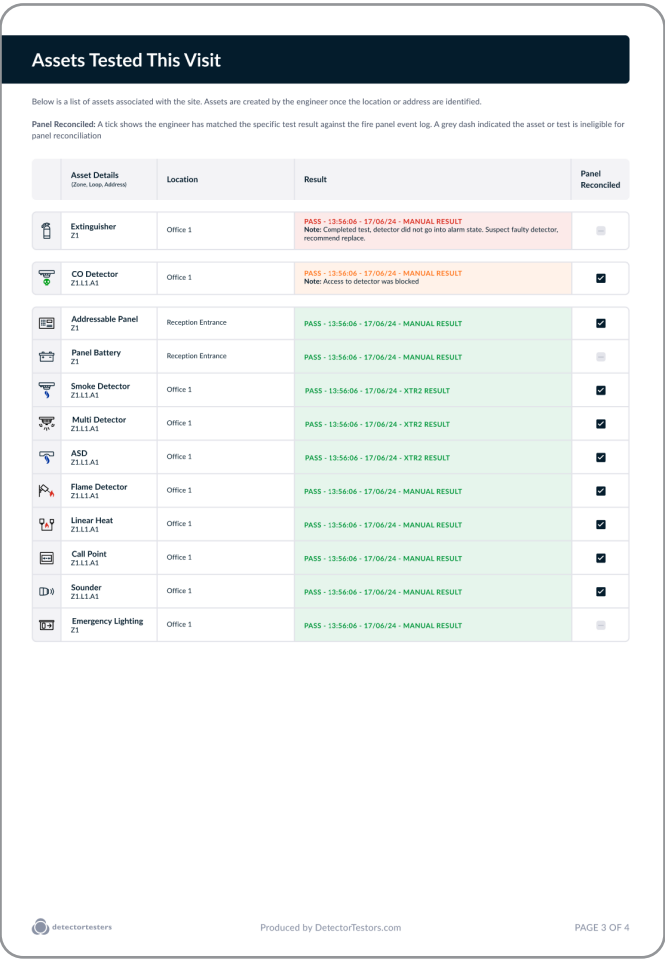 Assets Tested This Visit
Below is a list of assets associated with the site. Assets are created by the engineer once the location or address are identified.
Panel Reconciled: A tick shows the engineer has matched the specific test result against the fire panel event log. A grey dash indicated the asset or test is ineligible for
panel reconciliation
Asset Details
(Zone, Loop, Address)
Location
Result
Panel
Reconciled
Extinguisher
Z1
Office 1
PASS - 13:56:06 - 17/06/24 - MANUAL RESULT
Note: Completed test, detector did not go into alarm state. Suspect faulty detector,
recommend replace.
CO Detector
Z1.L1.A1
Office 1
PASS - 13:56:06 - 17/06/24 - MANUAL RESULT
Note: Access to detector was blocked
Addressable Panel
Z1
Reception Entrance
PASS - 13:56:06 - 17/06/24 - MANUAL RESULT
Panel Battery
Z1
Reception Entrance
PASS - 13:56:06 - 17/06/24 - MANUAL RESULT
Smoke Detector
Z1.L1.A1
Office 1
PASS - 13:56:06 - 17/06/24 - XTR2 RESULT
Multi Detector
Z1.L1.A1
Office 1
PASS - 13:56:06 - 17/06/24 - XTR2 RESULT
ASD
Z1.L1.A1
Office 1
PASS - 13:56:06 - 17/06/24 - XTR2 RESULT
Flame Detector
Z1.L1.A1
Office 1
PASS - 13:56:06 - 17/06/24 - MANUAL RESULT
Linear Heat
Z1.L1.A1
Office 1
PASS - 13:56:06 - 17/06/24 - MANUAL RESULT
Call Point
Z1.L1.A1
Office 1
PASS - 13:56:06 - 17/06/24 - MANUAL RESULT
Sounder
Z1.L1.A1
Office 1
PASS - 13:56:06 - 17/06/24 - MANUAL RESULT
Emergency Lighting
Z1
Office 1
PASS - 13:56:06 - 17/06/24 - MANUAL RESULT
detectortesters
Produced by DetectorTestors.com
PAGE 3 OF 4